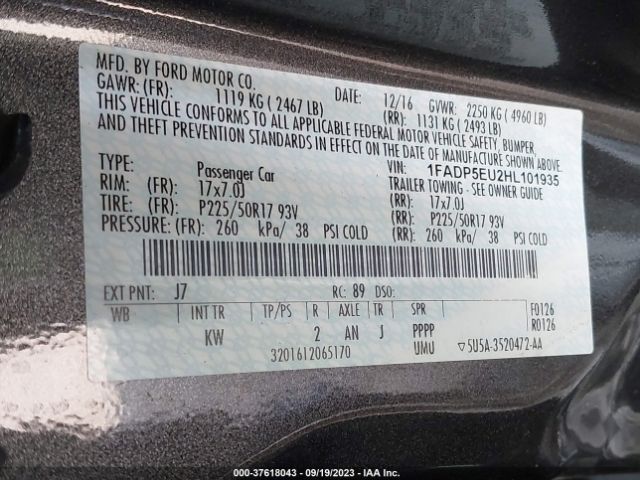 MFD. BY FORD MOTOR CO.
DATE: 12/16 GVWR: 2250 KG ( 4960 LB)
GAWR: (FR): 1119 KG ( 2467 LB) (RR): 1131 KG ( 2493 LB)
THIS VEHICLE CONFORMS TO ALL APPLICABLE FEDERAL MOTOR VEHICLE SAFETY, BUMPER,
AND THEFT PREVENTION STANDARDS IN EFFECT ON THE DATE OF MANUFACTURE SHOWN ABOVE.
VIN: 1FADP5EU2HL101935
TYPE: Passenger Car TRAILER TOWING - SEE OWNER GUIDE
RIM: (FR): 17x7.0J (RR): 17x7.0J
TIRE: (FR): P225/50R17 93V (RR): P225/50R17 93V
PRESSURE: (FR): 260 kPa/ 38 PSI COLD (RR): 260 kPa/ 38 PSI COLD
EXT PNT: J7 RC: 89 DSO:
WB INT TR TP/PS R AXLE TR SPR F0126
R0126
KW 2 AN J PPPP
3201612065170 UMU ▽5U5A-3520472-AA
000-37618043 - 09/19/2023 - IAA Inc.